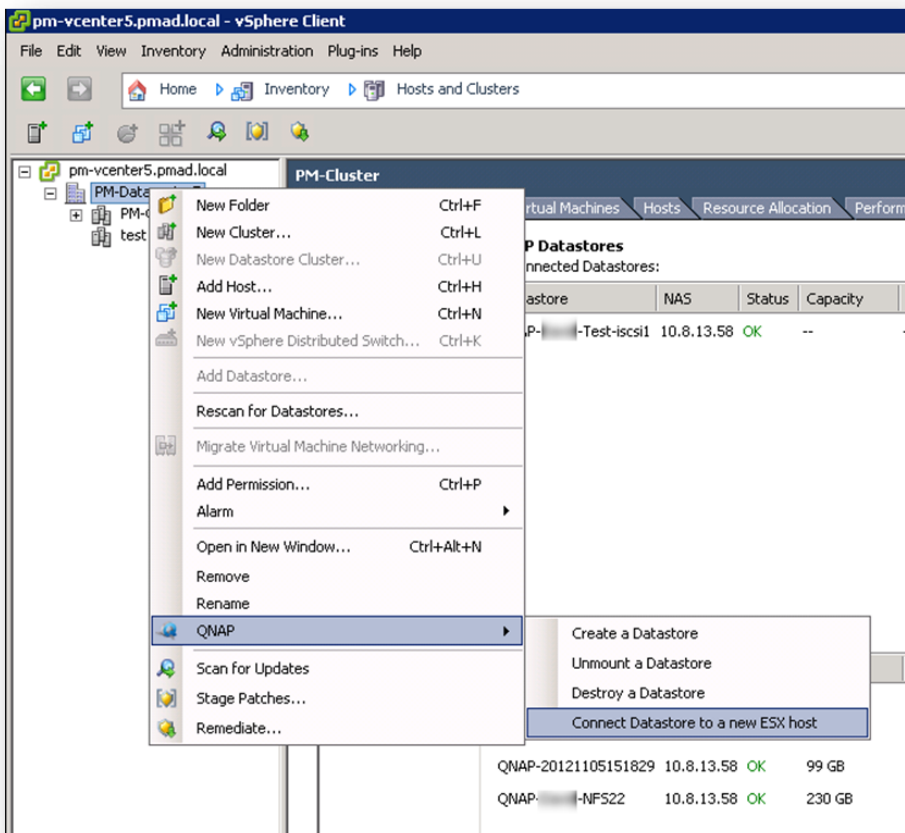 pm-vcenter5.pmad.local - vSphere Client
File Edit View Inventory Administration Plug-ins Help
Home Inventory Hosts and Clusters
pm-vcenter5.pmad.local
PM-Data
PM-
test
PM-Cluster
rtual Machines Hosts Resource Allocation Perform
P Datastores
nnected Datastores:
astore NAS Status Capacity
-Test-iscsi1 10.8.13.58 OK --
New Folder Ctrl+F
New Cluster... Ctrl+L
New Datastore Cluster... Ctrl+U
Add Host... Ctrl+H
New Virtual Machine... Ctrl+N
New vSphere Distributed Switch... Ctrl+K
Add Datastore...
Rescan for Datastores...
Migrate Virtual Machine Networking...
Add Permission... Ctrl+P
Alarm
Open in New Window... Ctrl+Alt+N
Remove
Rename
QNAP
Scan for Updates
Stage Patches...
Remediate...
Create a Datastore
Unmount a Datastore
Destroy a Datastore
Connect Datastore to a new ESX host
QNAP-20121105151829 10.8.13.58 OK 99 GB
QNAP- -NFS22 10.8.13.58 OK 230 GB